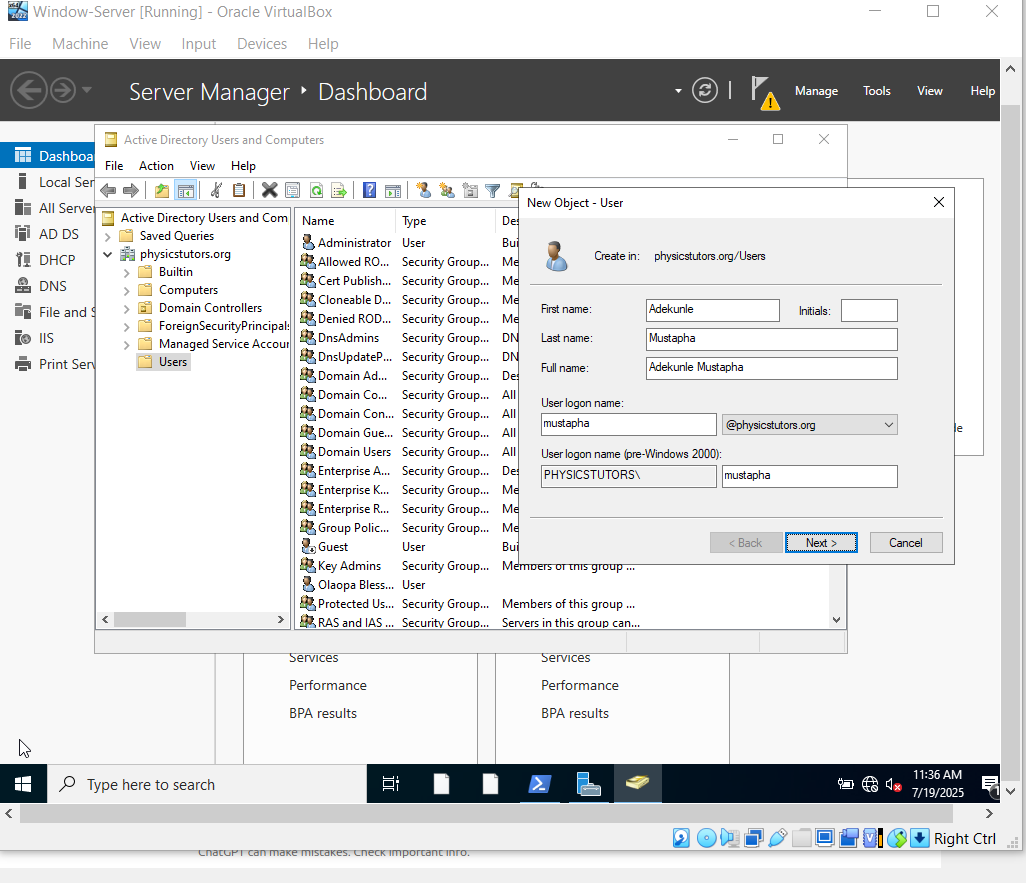 Window-Server [Running] - Oracle VirtualBox
File Machine View Input Devices Help
Server Manager ‣ Dashboard
Manage Tools View Help
Dashboa
Local Ser
All Server
AD DS
DHCP
DNS
File and S
IIS
Print Serv
Active Directory Users and Computers
File Action View Help
Active Directory Users and Com
Saved Queries
physicstutors.org
Builtin
Computers
Domain Controllers
ForeignSecurityPrincipals
Managed Service Accour
Users
Name Type Des
Administrator User Bui
Allowed RO... Security Group... Me
Cert Publish... Security Group... Me
Cloneable D... Security Group... Me
Denied ROD... Security Group... Me
DnsAdmins Security Group... DN
DnsUpdateP... Security Group... DN
Domain Ad... Security Group... Des
Domain Co... Security Group... All
Domain Con... Security Group... All
Domain Gue... Security Group... All
Domain Users Security Group... All
Enterprise A... Security Group... Des
Enterprise K... Security Group... Me
Enterprise R... Security Group... Me
Group Polic... Security Group... Me
Guest User Bui
Key Admins Security Group... Members of this group ...
Olaopa Bless... User
Protected Us... Security Group... Members of this group ...
RAS and IAS ... Security Group... Servers in this group can...
New Object - User
Create in: physicstutors.org/Users
First name: Adekunle Initials:
Last name: Mustapha
Full name: Adekunle Mustapha
User logon name:
mustapha @physicstutors.org
User logon name (pre-Windows 2000):
PHYSICSTUTORS\ mustapha
< Back Next > Cancel
de
Services Services
Performance Performance
BPA results BPA results
Type here to search
11:36 AM
7/19/2025
1
Right Ctrl
ChatGPT can make mistakes. Check important info.